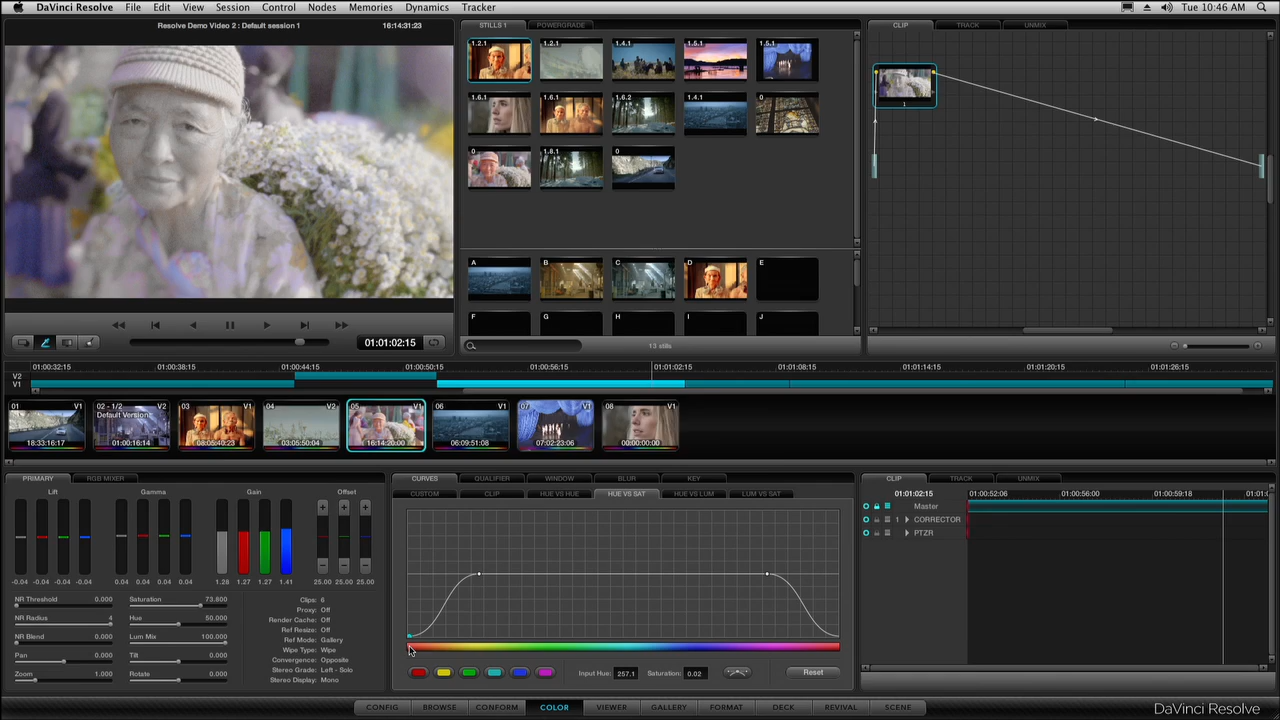 DaVinci Resolve File Edit View Session Control Nodes Memories Dynamics Tracker Tue 10:46 AM
Resolve Demo Video 2 : Default session 1 16:14:31:23
STILLS 1 POWERGRADE
CLIP TRACK UNMIX
1.2.1 1.2.1 1.4.1 1.5.1 1.5.1
1
1.6.1 1.6.1 1.6.2 1.4.1 0
0 1.8.1 0
A B C D E
F G H I J
01:01:02:15
13 stills
01:00:32:15 01:00:38:15 01:00:44:15 01:00:50:15 01:00:56:15 01:01:02:15 01:01:08:15 01:01:14:15 01:01:20:15 01:01:26:15
V2
V1
01 V1 02 - 1/2 V2 03 V1 04 V2 05 V1 06 V1 07 V1 08 V1
Default Version
18:33:16:17 01:00:16:14 08:05:40:23 03:05:50:04 16:14:20:00 06:09:51:08 07:02:23:06 00:00:00:00
PRIMARY RGB MIXER
CURVES QUALIFIER WINDOW BLUR KEY
CLIP TRACK UNMIX
Lift Gamma Gain Offset
CUSTOM CLIP HUE VS HUE HUE VS SAT HUE VS LUM LUM VS SAT
01:01:02:15 01:00:52:06 01:00:56:00 01:00:59:18 01:01:0
Master
1 CORRECTOR
PTZR
-0.04 -0.04 -0.04 -0.04 0.04 0.04 0.04 0.04 1.28 1.27 1.27 1.41 25.00 25.00 25.00
NR Threshold 0.000 Saturation 73.800 Clips: 6
Proxy: Off
NR Radius 4 Hue 50.000 Render Cache: Off
Ref Resize: Off
NR Blend 0.000 Lum Mix 100.000 Ref Mode: Gallery
Wipe Type: Wipe
Pan 0.000 Tilt 0.000 Convergence: Opposite
Stereo Grade: Left - Solo
Zoom 1.000 Rotate 0.000 Stereo Display: Mono
Input Hue: 257.1 Saturation: 0.02 Reset
CONFIG BROWSE CONFORM COLOR VIEWER GALLERY FORMAT DECK REVIVAL SCENE
DaVinci Resolve